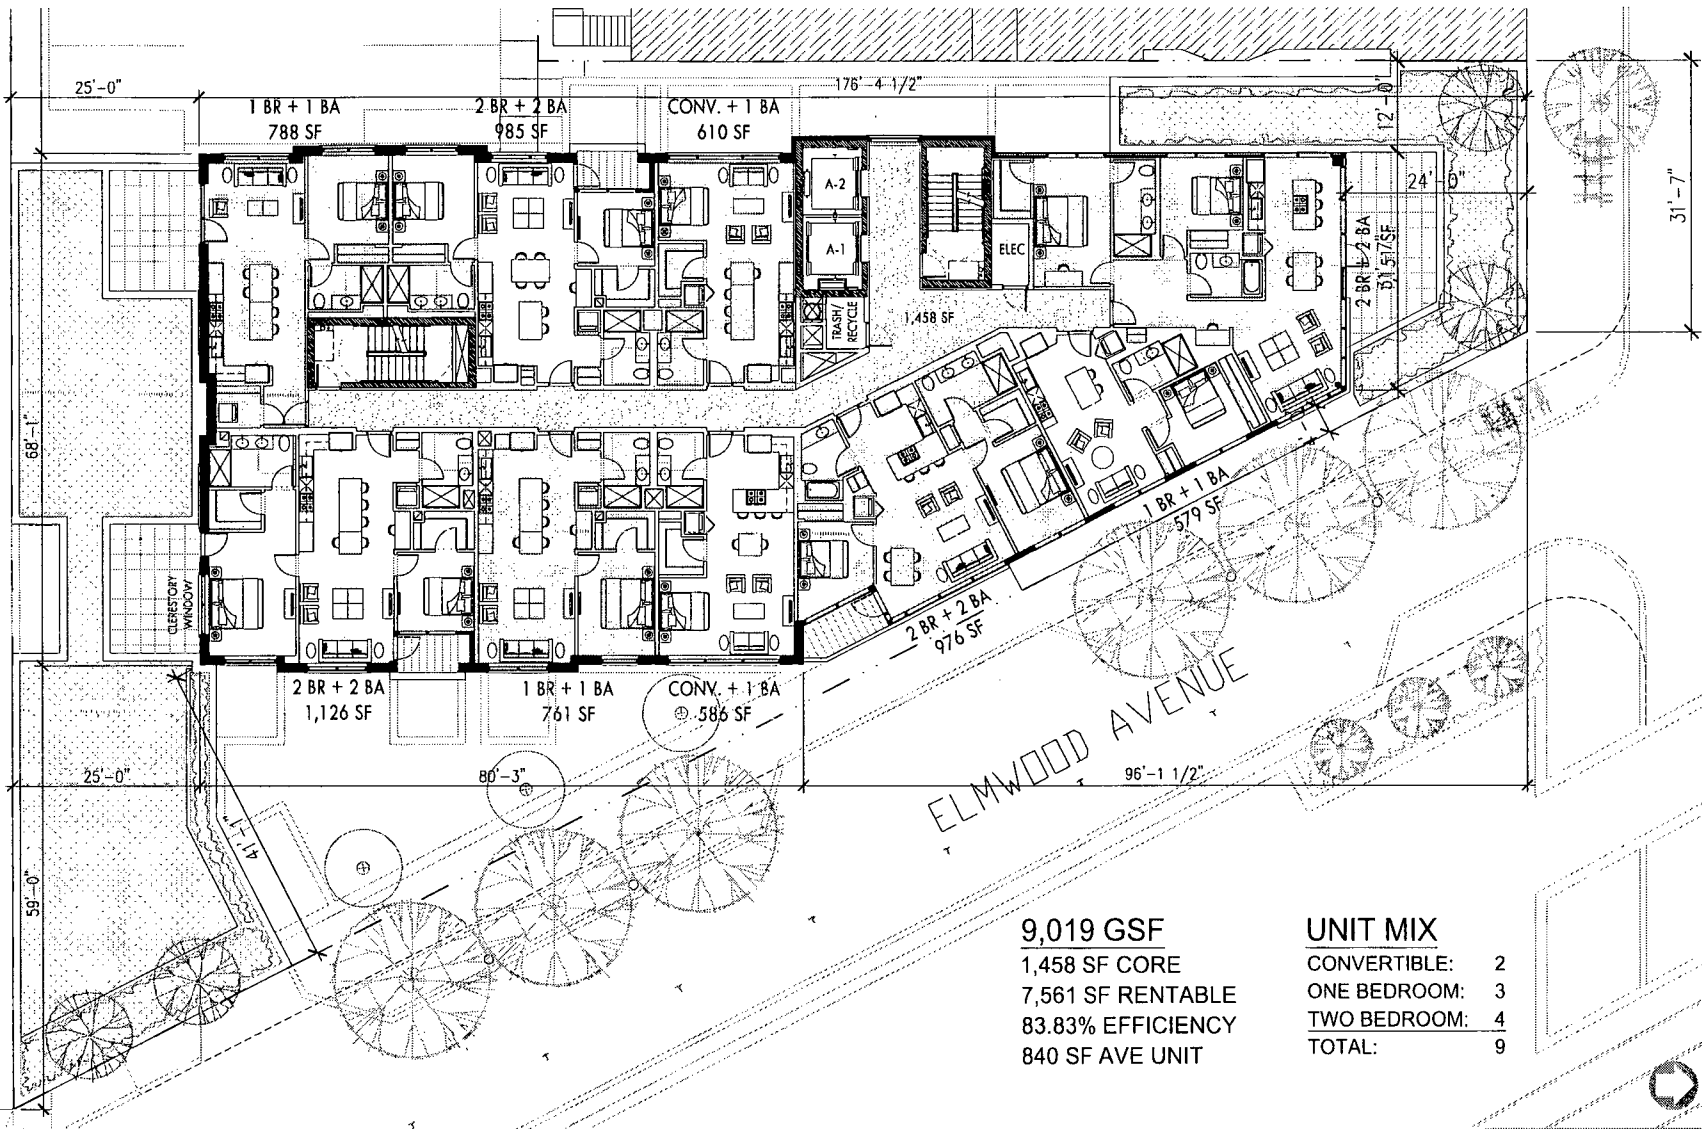 25'-0"
176'-4 1/2"
1 BR + 1 BA
788 SF
2 BR + 2 BA
985 SF
CONV. + 1 BA
610 SF
12'-0"
31'-7"
24'-0"
A-2
A-1
ELEC
TRASH/
RECYCLE
1,458 SF
2 BR + 2 BA
68'-1"
CLERESTORY
WINDOW
1 BR + 1 BA
579 SF
2 BR + 2 BA
976 SF
2 BR + 2 BA
1,126 SF
1 BR + 1 BA
761 SF
CONV. + 1 BA
586 SF
ELMWOOD AVENUE
25'-0"
80'-3"
96'-1 1/2"
41'-1"
59'-0"
9,019 GSF
1,458 SF CORE
7,561 SF RENTABLE
83.83% EFFICIENCY
840 SF AVE UNIT
UNIT MIX
CONVERTIBLE: 2
ONE BEDROOM: 3
TWO BEDROOM: 4
TOTAL: 9